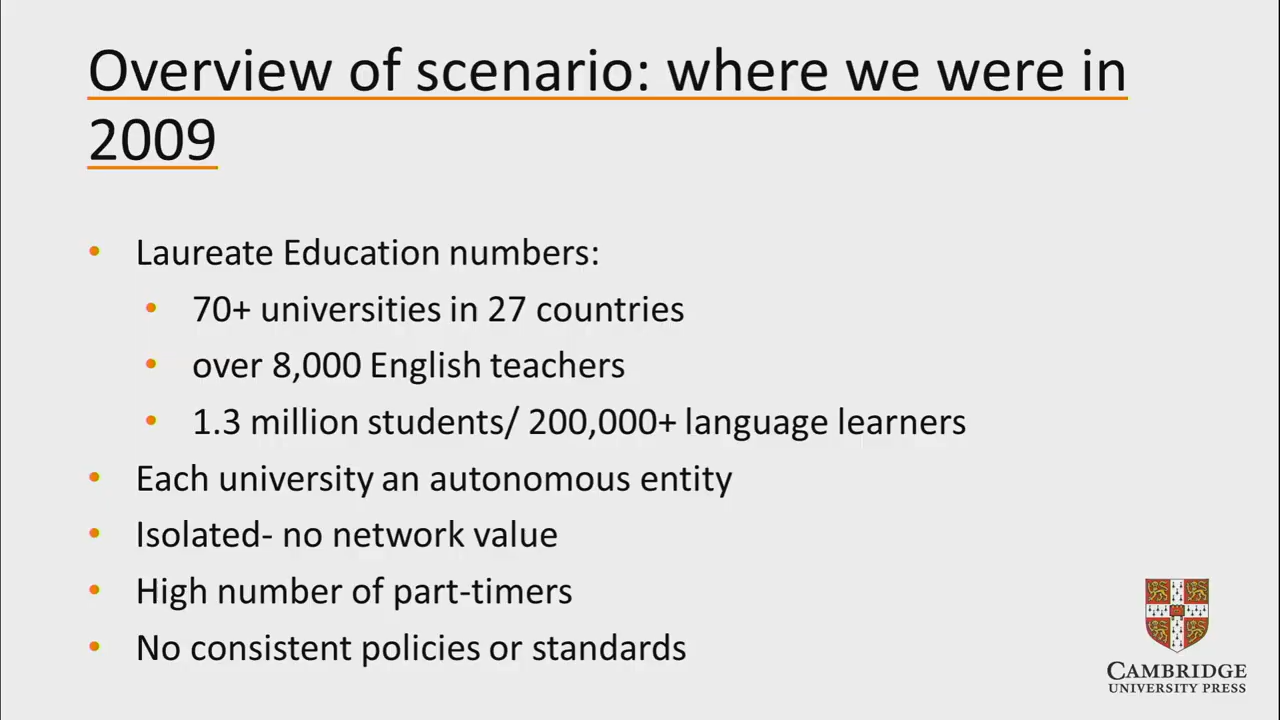 Overview of scenario: where we were in
2009
• Laureate Education numbers:
• 70+ universities in 27 countries
• over 8,000 English teachers
• 1.3 million students/ 200,000+ language learners
• Each university an autonomous entity
• Isolated- no network value
• High number of part-timers
• No consistent policies or standards
CAMBRIDGE
UNIVERSITY PRESS